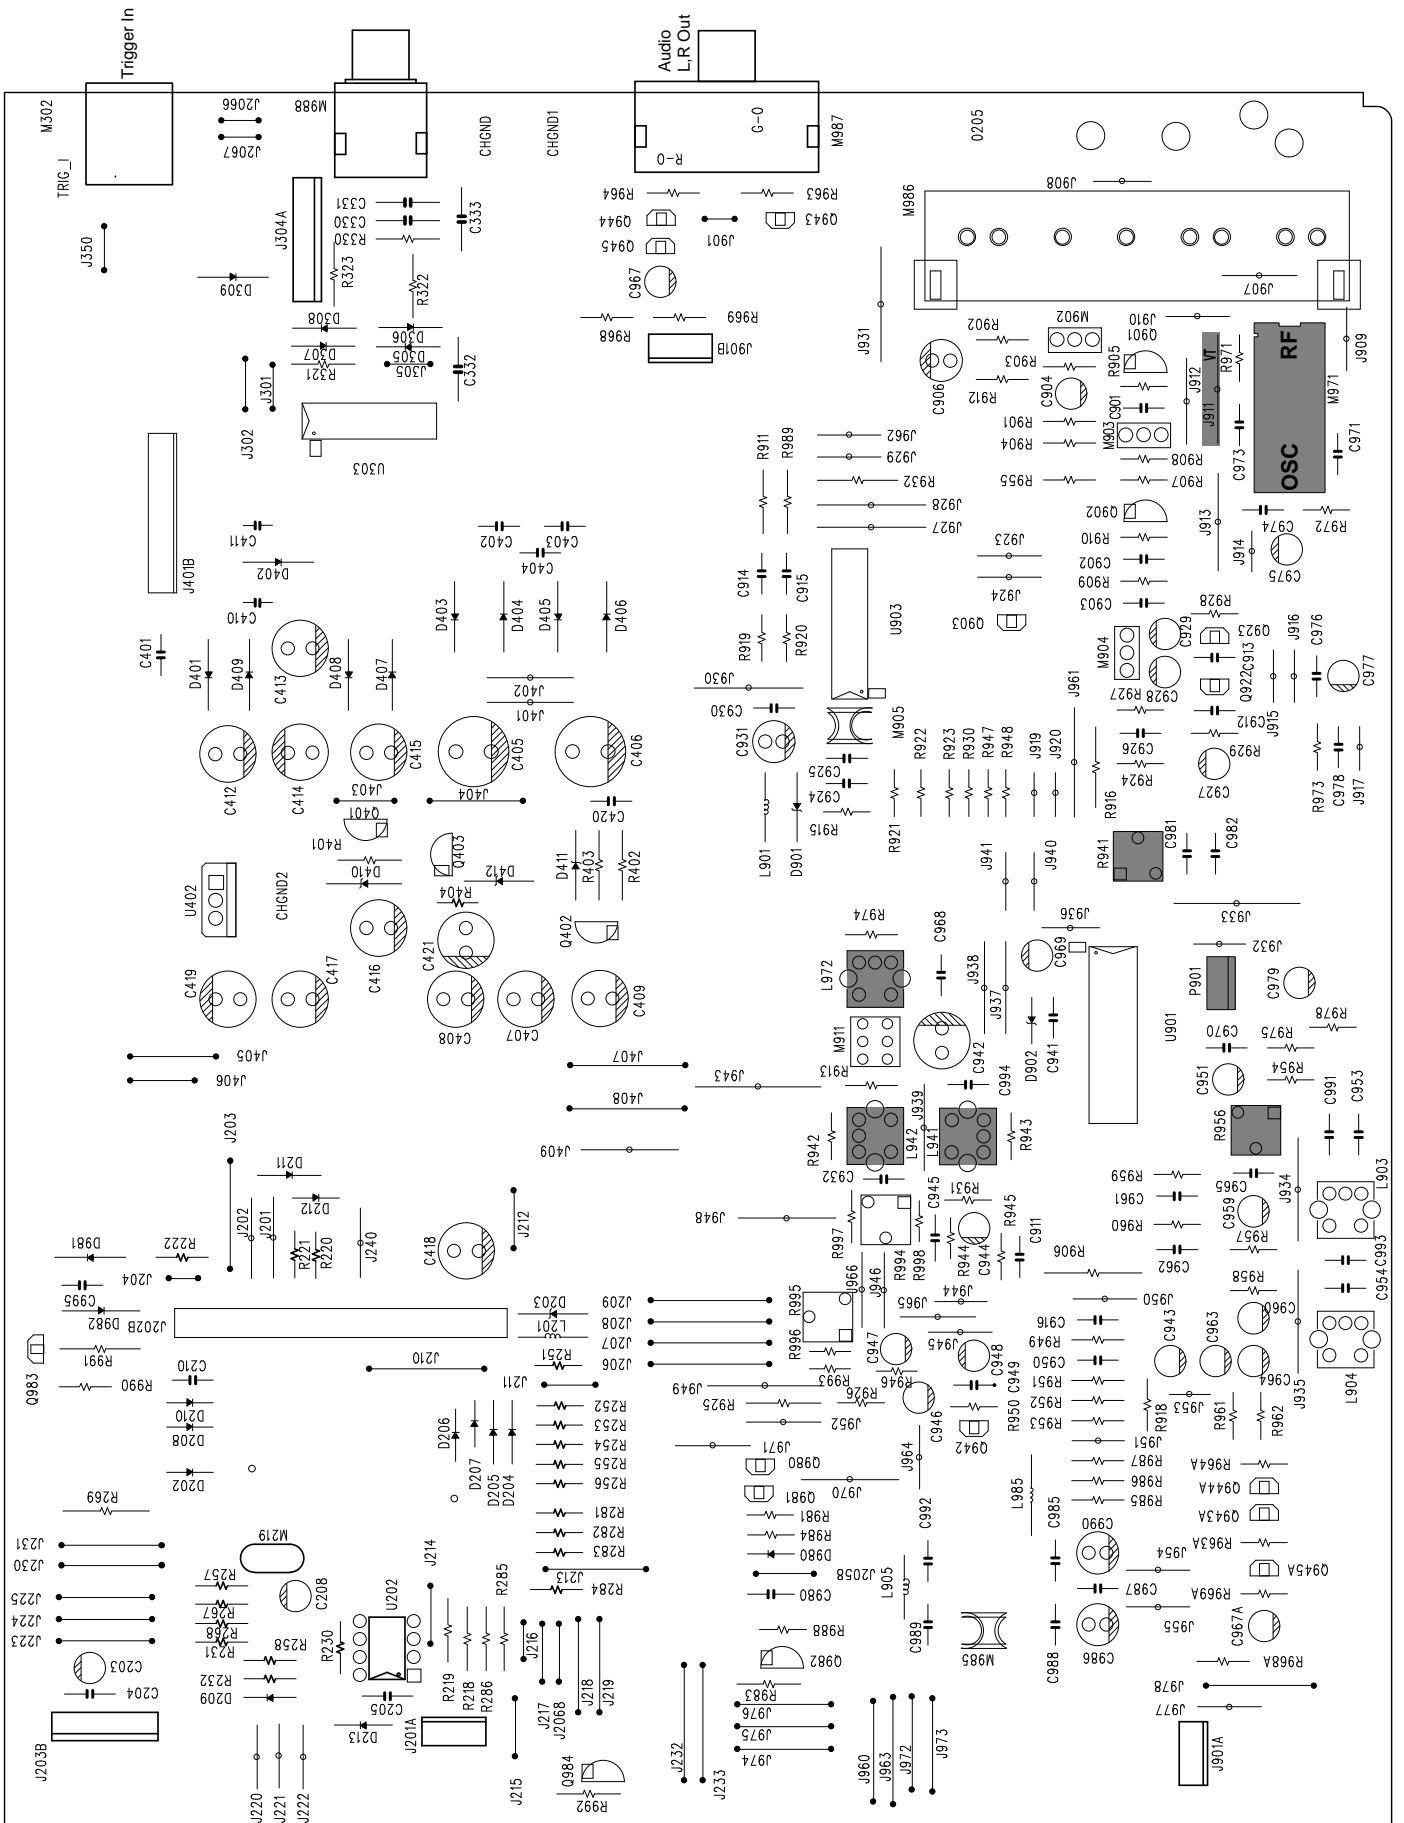 Trigger In
Audio
L,R Out
M302
TRIG_I
J2066
J2067
M988
CHGND
CHGND1
R-O
G-O
M987
O205
J908
M986
J350
J304A
C331
C330
R330
C333
R964
R963
Q944
Q943
Q945
J901
C967
R323
R322
D309
D308
D307
R321
D306
D305
J305
C332
R968
R969
J901B
J931
J907
J910
J909
R902
M902
Q901
R903
R905
C906
R912
C904
C901
J912
J911
VT
R971
RF
OSC
M971
J301
J302
U303
R901
R904
M903
R908
R907
R955
C973
C971
R911
R989
J962
J929
R932
J928
J927
Q902
J913
J914
C974
R972
C975
C411
D402
J401B
C410
C402
C403
C404
D403
D404
D405
D406
C914
C915
J923
J924
R910
C902
R909
C903
U903
Q903
R919
R920
R928
C929
Q923
J916
C976
C401
D401
D409
C413
D408
D407
M904
C913
Q922
C977
J402
J401
J930
C930
C931
J961
R927
C928
C912
J915
M905
C926
R929
R924
C927
R973
C978
J917
C412
C414
C415
C405
C406
R922
R923
R930
R947
R948
J919
J920
R916
C925
C924
R915
R921
L901
D901
J403
J404
C420
Q401
R401
Q403
D410
D412
D411
R403
R402
R404
U402
CHGND2
C416
C421
Q402
J941
J940
R941
C981
C982
J933
J936
J932
R974
C968
L972
J938
J937
C969
P901
C979
U901
R978
C419
C417
C408
C407
C409
M911
C942
D902
C941
C970
R975
R954
C951
C991
C953
J405
J406
J407
J408
J943
R913
J939
C994
R942
L942
L941
R943
R956
J203
J409
D211
D212
C932
R997
C945
R931
R945
C911
R959
C961
R960
C965
C959
J934
L903
J202
J201
R221
R220
J240
C418
J212
J948
R994
R998
R944
C944
R906
C962
R957
C993
D981
R222
J204
C995
D982
J202B
D203
L201
J209
J208
J207
J206
R995
R996
J966
J946
J965
J944
J945
J950
R958
C954
C960
C916
R949
C950
R951
R952
R953
C943
C963
C964
J935
L904
Q983
R991
R990
C210
D210
D208
D202
J210
R251
J211
R252
R253
R254
R255
R256
D206
D207
D205
D204
J949
R993
C947
R946
C948
C949
R925
R926
J952
C946
R950
Q942
J964
R918
J953
R961
R962
J951
J971
Q980
J970
Q981
R987
R986
R985
R964A
Q944A
Q943A
R963A
R269
J231
J230
M219
R281
R282
R283
J213
R284
R981
R984
D980
J2058
C980
C992
L985
C985
C990
J954
L905
C987
Q945A
R969A
J225
J224
J223
R257
R267
R268
R231
C208
U202
J214
R285
R230
R258
R232
D209
C203
C204
J203B
D213
C205
J201A
R219
R218
R286
J216
J217
J2068
J218
J219
R988
Q982
C989
M985
C988
C986
J955
C967A
R968A
R983
J976
J975
J974
J978
J977
J901A
J232
J233
J960
J963
J972
J973
J220
J221
J222
J215
Q984
R992